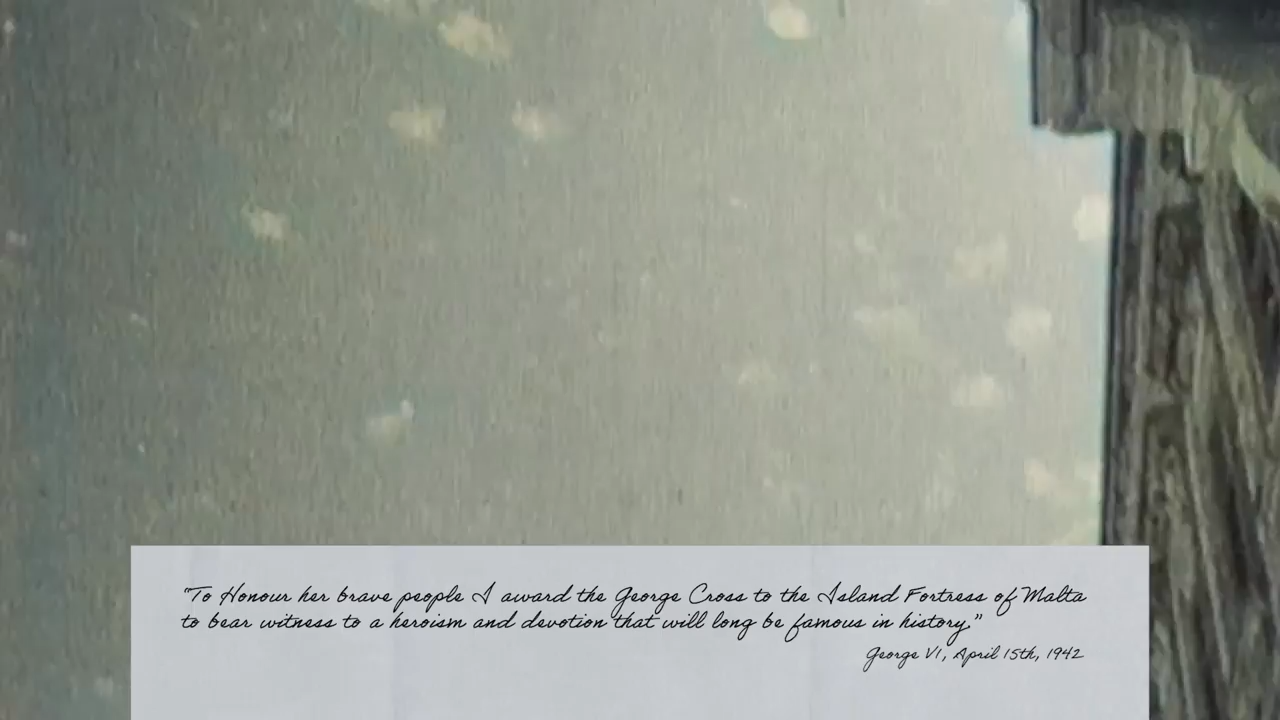 "To Honour her brave people I award the George Cross to the Island Fortress of Malta
to bear witness to a heroism and devotion that will long be famous in history."
George VI, April 15th, 1942